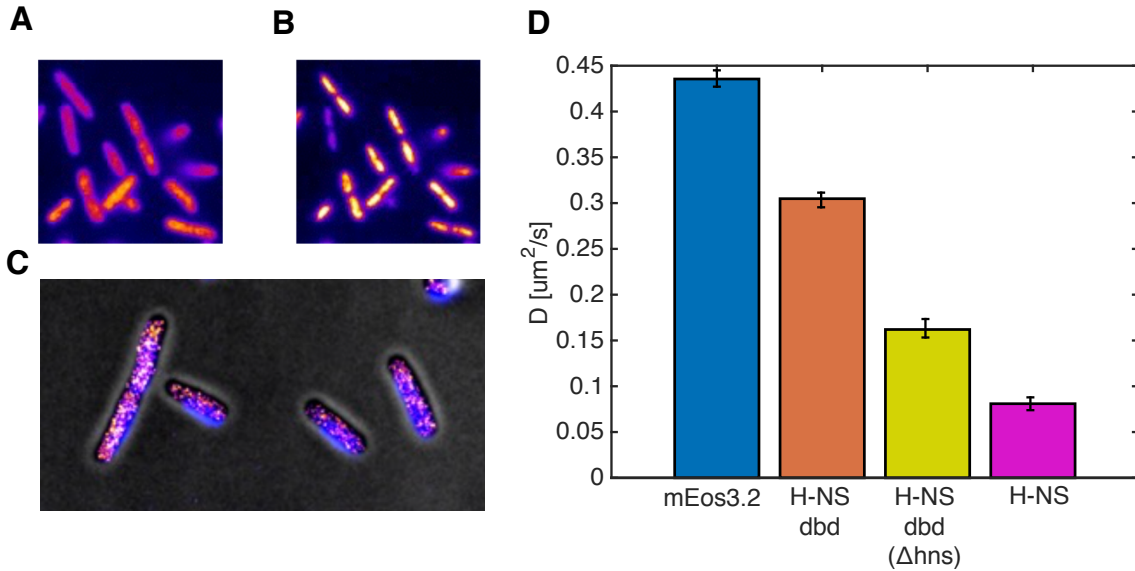 A
B
C
D
D [um²/s]
0.45
0.4
0.35
0.3
0.25
0.2
0.15
0.1
0.05
0
mEos3.2
H-NS
dbd
H-NS
dbd
(Δhns)
H-NS